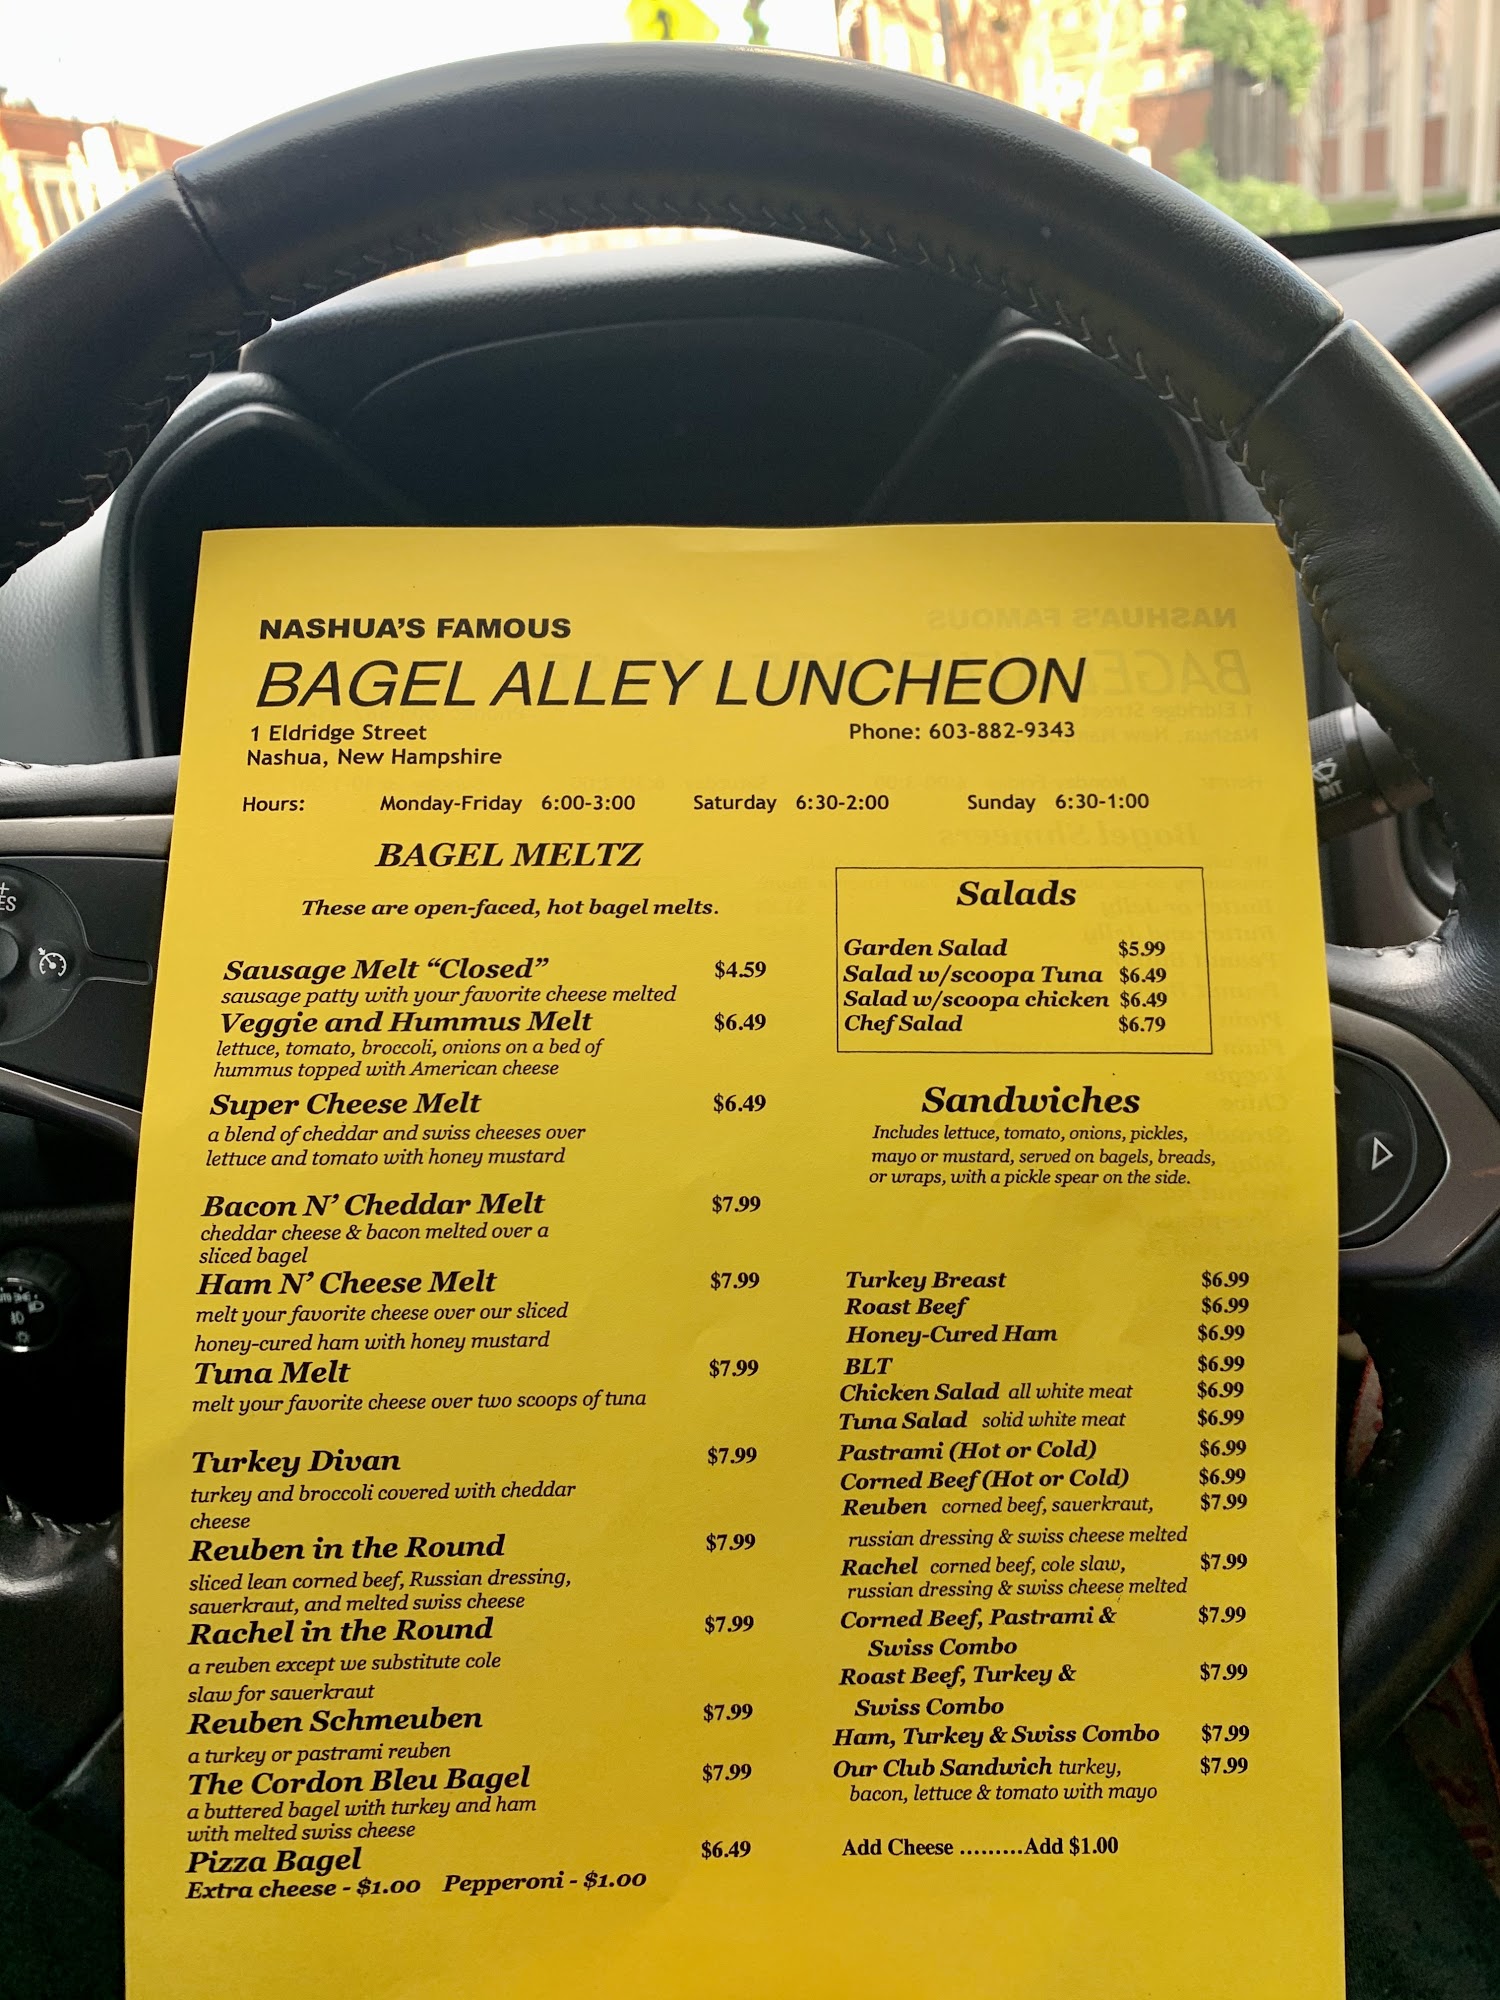 NASHUA'S FAMOUS
BAGEL ALLEY LUNCHEON
1 Eldridge Street
Nashua, New Hampshire
Phone: 603-882-9343
Hours: Monday-Friday 6:00-3:00 Saturday 6:30-2:00 Sunday 6:30-1:00
BAGEL MELTZ
These are open-faced, hot bagel melts.
Sausage Melt “Closed” $4.59
sausage patty with your favorite cheese melted
Veggie and Hummus Melt $6.49
lettuce, tomato, broccoli, onions on a bed of
hummus topped with American cheese
Super Cheese Melt $6.49
a blend of cheddar and swiss cheeses over
lettuce and tomato with honey mustard
Bacon N’ Cheddar Melt $7.99
cheddar cheese & bacon melted over a
sliced bagel
Ham N’ Cheese Melt $7.99
melt your favorite cheese over our sliced
honey-cured ham with honey mustard
Tuna Melt $7.99
melt your favorite cheese over two scoops of tuna
Turkey Divan $7.99
turkey and broccoli covered with cheddar
cheese
Reuben in the Round $7.99
sliced lean corned beef, Russian dressing,
sauerkraut, and melted swiss cheese
Rachel in the Round $7.99
a reuben except we substitute cole
slaw for sauerkraut
Reuben Schmeuben $7.99
a turkey or pastrami reuben
The Cordon Bleu Bagel $7.99
a buttered bagel with turkey and ham
with melted swiss cheese
Pizza Bagel $6.49
Extra cheese - $1.00 Pepperoni - $1.00
Salads
Garden Salad $5.99
Salad w/scoopa Tuna $6.49
Salad w/scoopa chicken $6.49
Chef Salad $6.79
Sandwiches
Includes lettuce, tomato, onions, pickles,
mayo or mustard, served on bagels, breads,
or wraps, with a pickle spear on the side.
Turkey Breast $6.99
Roast Beef $6.99
Honey-Cured Ham $6.99
BLT $6.99
Chicken Salad all white meat $6.99
Tuna Salad solid white meat $6.99
Pastrami (Hot or Cold) $6.99
Corned Beef (Hot or Cold) $6.99
Reuben corned beef, sauerkraut, $7.99
russian dressing & swiss cheese melted
Rachel corned beef, cole slaw, $7.99
russian dressing & swiss cheese melted
Corned Beef, Pastrami & $7.99
Swiss Combo
Roast Beef, Turkey & $7.99
Swiss Combo
Ham, Turkey & Swiss Combo $7.99
Our Club Sandwich turkey, $7.99
bacon, lettuce & tomato with mayo
Add Cheese .........Add $1.00
INT